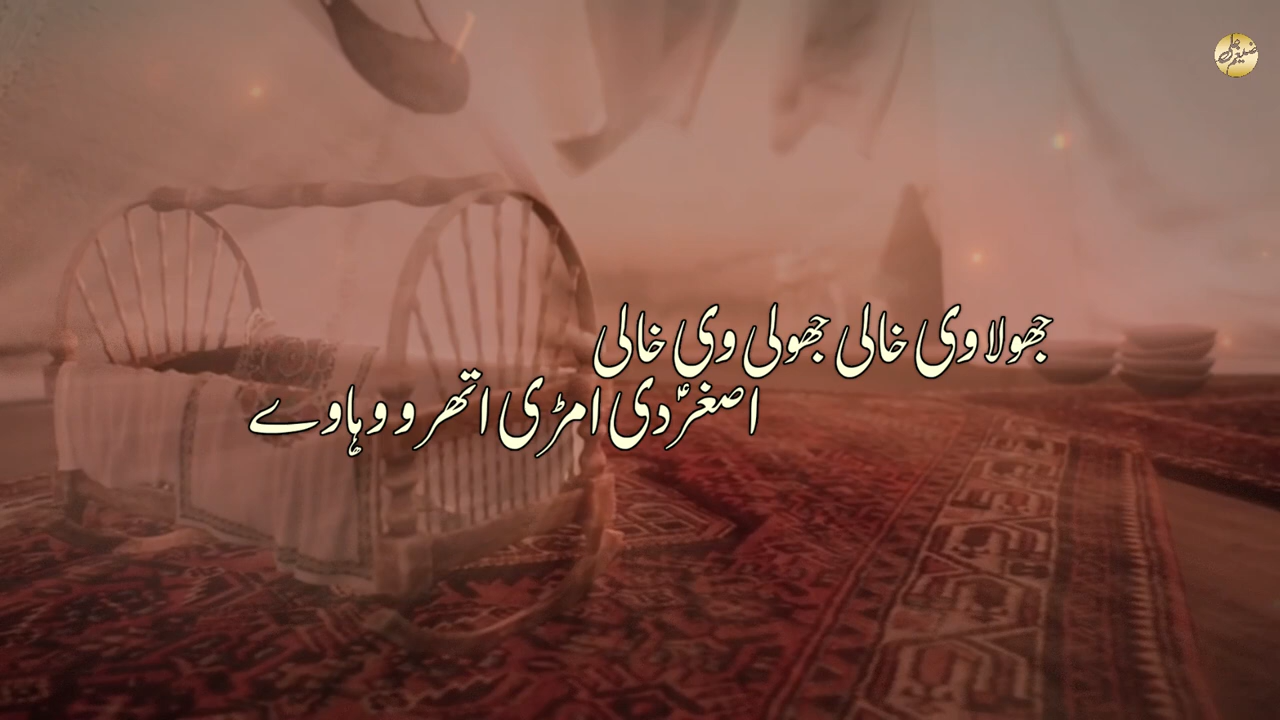 جھولا وی خالی جھولی وی خالی
اصغرؑ دی امڑی اتھرو وہاوے